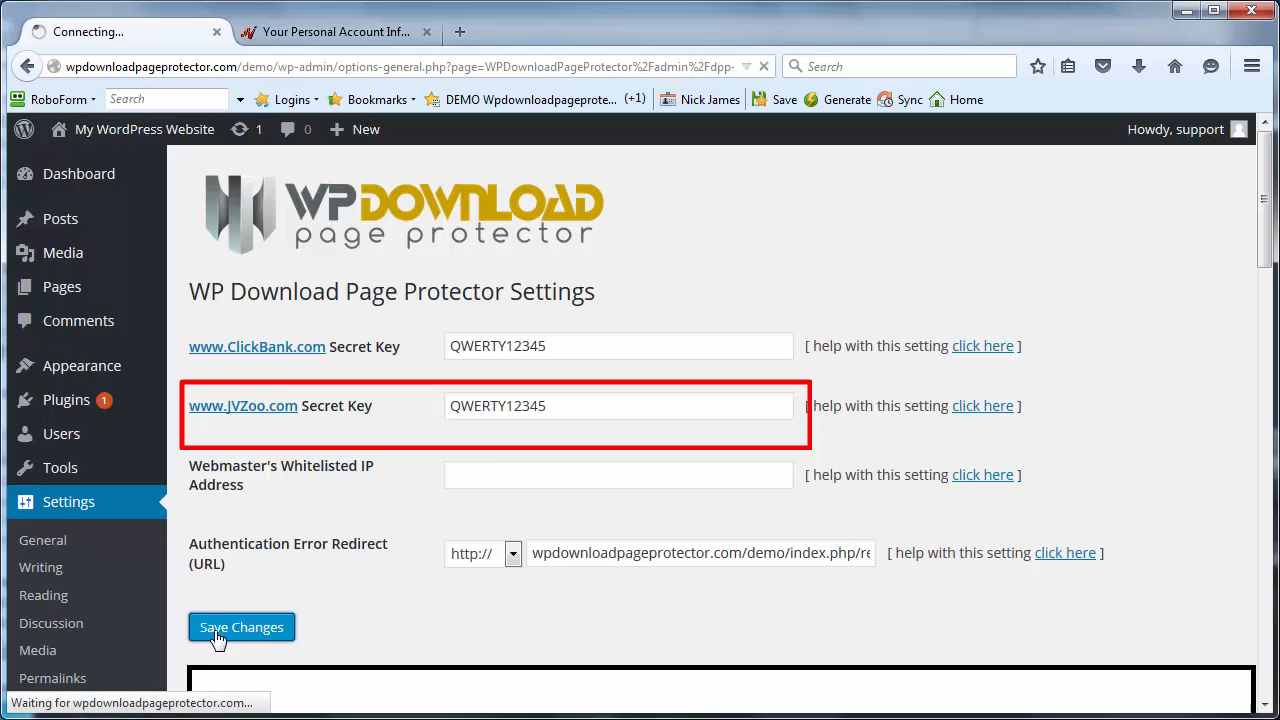 Connecting...
Your Personal Account Inf...
wpdownloadpageprotector.com/demo/wp-admin/options-general.php?page=WPDownloadPageProtector%2Fadmin%2Fdpp-
Search
RoboForm
Search
Logins
Bookmarks
DEMO Wpdownloadpageprote...
(+1)
Nick James
Save
Generate
Sync
Home
My WordPress Website
1
0
New
Howdy, support
Dashboard
Posts
Media
Pages
Comments
Appearance
Plugins 1
Users
Tools
Settings
General
Writing
Reading
Discussion
Media
Permalinks
WPDOWNLOAD
page protector
WP Download Page Protector Settings
www.ClickBank.com Secret Key
QWERTY12345
[ help with this setting click here ]
www.JVZoo.com Secret Key
QWERTY12345
[ help with this setting click here ]
Webmaster's Whitelisted IP
Address
[ help with this setting click here ]
Authentication Error Redirect
(URL)
http://
wpdownloadpageprotector.com/demo/index.php/re
[ help with this setting click here ]
Save Changes
Waiting for wpdownloadpageprotector.com...